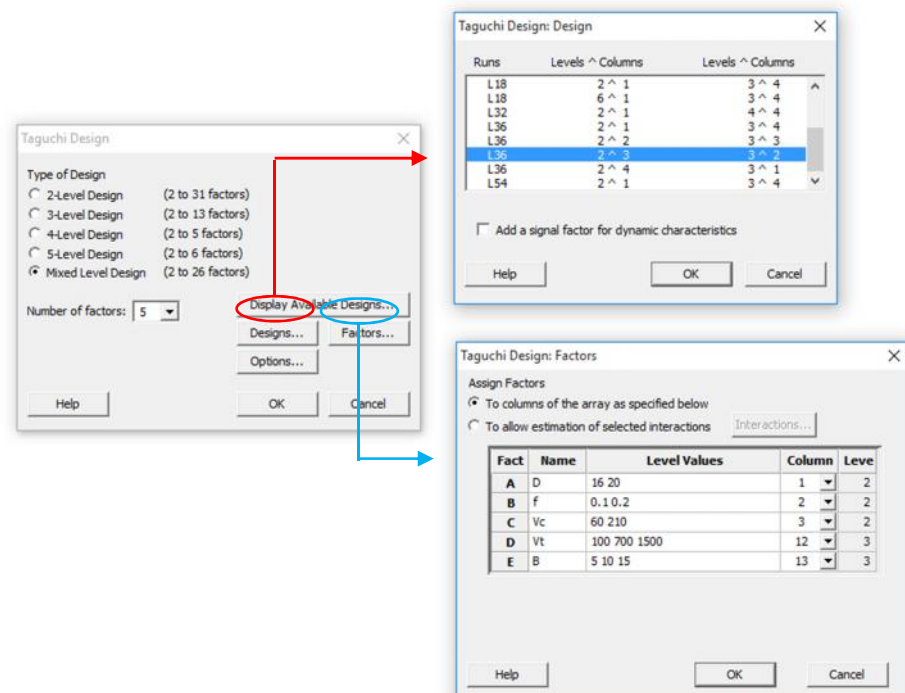 Taguchi Design: Design
Runs Levels ^ Columns Levels ^ Columns
L18 2 ^ 1 3 ^ 4
L18 6 ^ 1 3 ^ 4
L32 2 ^ 1 4 ^ 4
L36 2 ^ 1 3 ^ 4
L36 2 ^ 2 3 ^ 3
L36 2 ^ 3 3 ^ 2
L36 2 ^ 4 3 ^ 1
L54 2 ^ 1 3 ^ 4
Add a signal factor for dynamic characteristics
Help OK Cancel
Taguchi Design
Type of Design
2-Level Design (2 to 31 factors)
3-Level Design (2 to 13 factors)
4-Level Design (2 to 5 factors)
5-Level Design (2 to 6 factors)
Mixed Level Design (2 to 26 factors)
Number of factors: 5
Display Available Designs...
Designs... Factors...
Options...
Help OK Cancel
Taguchi Design: Factors
Assign Factors
To columns of the array as specified below
To allow estimation of selected interactions Interactions...
Fact Name Level Values Column Leve
A D 16 20 1 2
B f 0.1 0.2 2 2
C Vc 60 210 3 2
D Vt 100 700 1500 12 3
E B 5 10 15 13 3
Help OK Cancel